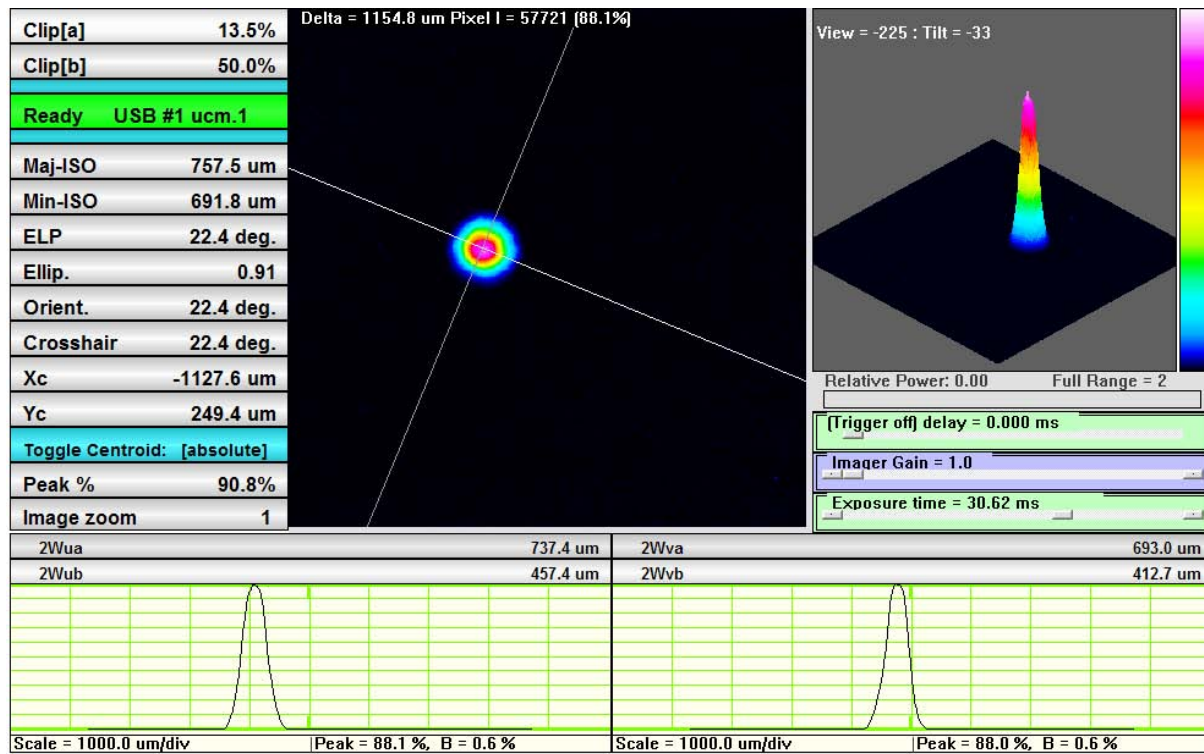 Clip[a] 13.5%
Clip[b] 50.0%
Ready USB #1 ucm.1
Maj-ISO 757.5 um
Min-ISO 691.8 um
ELP 22.4 deg.
Ellip. 0.91
Orient. 22.4 deg.
Crosshair 22.4 deg.
Xc -1127.6 um
Yc 249.4 um
Toggle Centroid: [absolute]
Peak % 90.8%
Image zoom 1
Delta = 1154.8 um Pixel I = 57721 (88.1%)
View = -225 : Tilt = -33
Relative Power: 0.00 Full Range = 2
(Trigger off) delay = 0.000 ms
Imager Gain = 1.0
Exposure time = 30.62 ms
2Wua 737.4 um
2Wub 457.4 um
Scale = 1000.0 um/div Peak = 88.1 %, B = 0.6 %
2Wva 693.0 um
2Wvb 412.7 um
Scale = 1000.0 um/div Peak = 88.0 %, B = 0.6 %